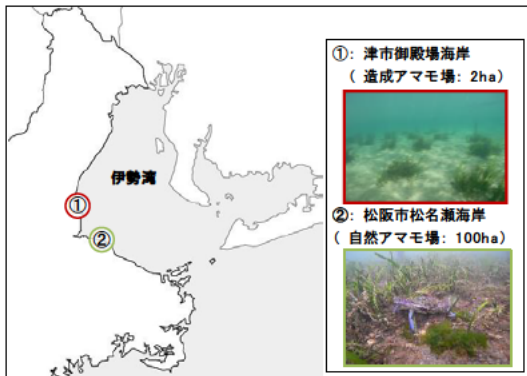 伊勢湾
①
②
①: 津市御殿場海岸
( 造成アマモ場: 2ha)
②: 松阪市松名瀬海岸
( 自然アマモ場: 100ha)